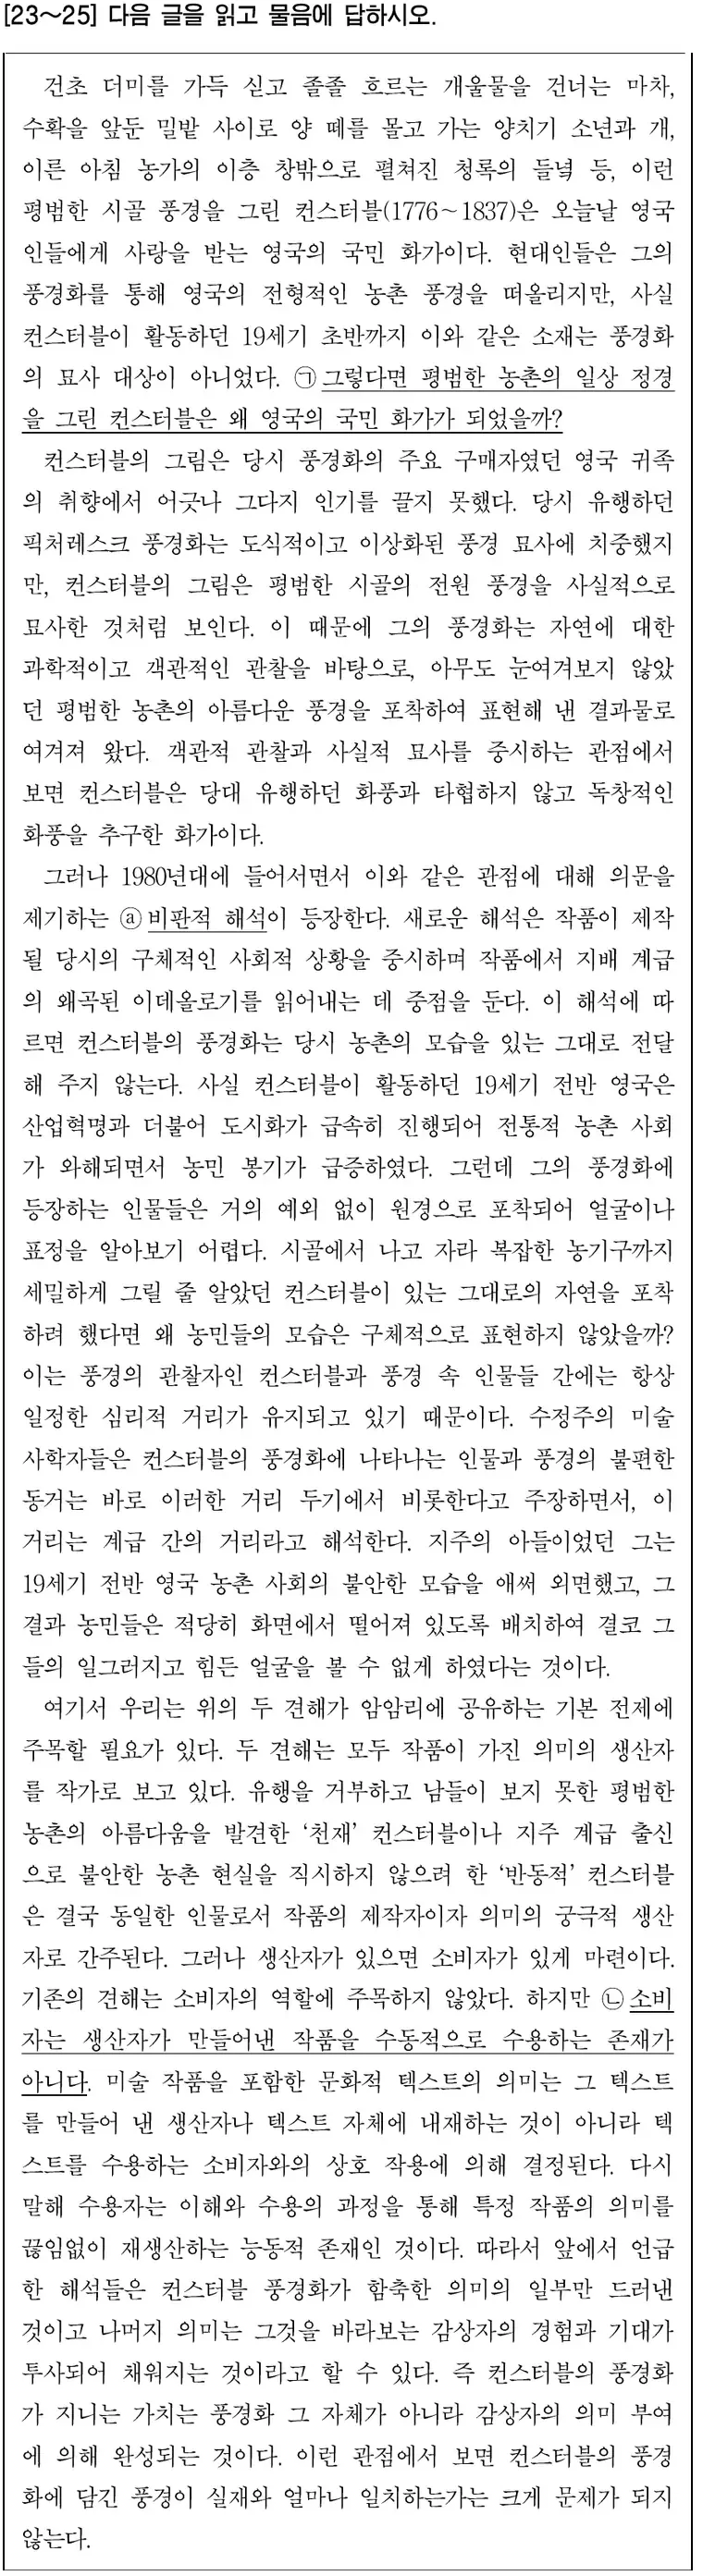 [23～25] 다음 글을 읽고 물음에 답하시오.
건초 더미를 가득 싣고 졸졸 흐르는 개울물을 건너는 마차,
수확을 앞둔 밀밭 사이로 양 떼를 몰고 가는 양치기 소년과 개,
이른 아침 농가의 이층 창밖으로 펼쳐진 청록의 들녘 등, 이런
평범한 시골 풍경을 그린 컨스터블(1776～1837)은 오늘날 영국
인들에게 사랑을 받는 영국의 국민 화가이다. 현대인들은 그의
풍경화를 통해 영국의 전형적인 농촌 풍경을 떠올리지만, 사실
컨스터블이 활동하던 19세기 초반까지 이와 같은 소재는 풍경화
의 묘사 대상이 아니었다. ㉠그렇다면 평범한 농촌의 일상 정경
을 그린 컨스터블은 왜 영국의 국민 화가가 되었을까?
컨스터블의 그림은 당시 풍경화의 주요 구매자였던 영국 귀족
의 취향에서 어긋나 그다지 인기를 끌지 못했다. 당시 유행하던
픽처레스크 풍경화는 도식적이고 이상화된 풍경 묘사에 치중했지
만, 컨스터블의 그림은 평범한 시골의 전원 풍경을 사실적으로
묘사한 것처럼 보인다. 이 때문에 그의 풍경화는 자연에 대한
과학적이고 객관적인 관찰을 바탕으로, 아무도 눈여겨보지 않았
던 평범한 농촌의 아름다운 풍경을 포착하여 표현해 낸 결과물로
여겨져 왔다. 객관적 관찰과 사실적 묘사를 중시하는 관점에서
보면 컨스터블은 당대 유행하던 화풍과 타협하지 않고 독창적인
화풍을 추구한 화가이다.
그러나 1980년대에 들어서면서 이와 같은 관점에 대해 의문을
제기하는 ⓐ비판적 해석이 등장한다. 새로운 해석은 작품이 제작
될 당시의 구체적인 사회적 상황을 중시하며 작품에서 지배 계급
의 왜곡된 이데올로기를 읽어내는 데 중점을 둔다. 이 해석에 따
르면 컨스터블의 풍경화는 당시 농촌의 모습을 있는 그대로 전달
해 주지 않는다. 사실 컨스터블이 활동하던 19세기 전반 영국은
산업혁명과 더불어 도시화가 급속히 진행되어 전통적 농촌 사회
가 와해되면서 농민 봉기가 급증하였다. 그런데 그의 풍경화에
등장하는 인물들은 거의 예외 없이 원경으로 포착되어 얼굴이나
표정을 알아보기 어렵다. 시골에서 나고 자라 복잡한 농기구까지
세밀하게 그릴 줄 알았던 컨스터블이 있는 그대로의 자연을 포착
하려 했다면 왜 농민들의 모습은 구체적으로 표현하지 않았을까?
이는 풍경의 관찰자인 컨스터블과 풍경 속 인물들 간에는 항상
일정한 심리적 거리가 유지되고 있기 때문이다. 수정주의 미술
사학자들은 컨스터블의 풍경화에 나타나는 인물과 풍경의 불편한
동거는 바로 이러한 거리 두기에서 비롯한다고 주장하면서, 이
거리는 계급 간의 거리라고 해석한다. 지주의 아들이었던 그는
19세기 전반 영국 농촌 사회의 불안한 모습을 애써 외면했고, 그
결과 농민들은 적당히 화면에서 떨어져 있도록 배치하여 결코 그
들의 일그러지고 힘든 얼굴을 볼 수 없게 하였다는 것이다.
여기서 우리는 위의 두 견해가 암암리에 공유하는 기본 전제에
주목할 필요가 있다. 두 견해는 모두 작품이 가진 의미의 생산자
를 작가로 보고 있다. 유행을 거부하고 남들이 보지 못한 평범한
농촌의 아름다움을 발견한 ‘천재’ 컨스터블이나 지주 계급 출신
으로 불안한 농촌 현실을 직시하지 않으려 한 ‘반동적’ 컨스터블
은 결국 동일한 인물로서 작품의 제작자이자 의미의 궁극적 생산
자로 간주된다. 그러나 생산자가 있으면 소비자가 있게 마련이다.
기존의 견해는 소비자의 역할에 주목하지 않았다. 하지만 ㉡소비
자는 생산자가 만들어낸 작품을 수동적으로 수용하는 존재가
아니다. 미술 작품을 포함한 문화적 텍스트의 의미는 그 텍스트
를 만들어 낸 생산자나 텍스트 자체에 내재하는 것이 아니라 텍
스트를 수용하는 소비자와의 상호 작용에 의해 결정된다. 다시
말해 수용자는 이해와 수용의 과정을 통해 특정 작품의 의미를
끊임없이 재생산하는 능동적 존재인 것이다. 따라서 앞에서 언급
한 해석들은 컨스터블 풍경화가 함축한 의미의 일부만 드러낸
것이고 나머지 의미는 그것을 바라보는 감상자의 경험과 기대가
투사되어 채워지는 것이라고 할 수 있다. 즉 컨스터블의 풍경화
가 지니는 가치는 풍경화 그 자체가 아니라 감상자의 의미 부여
에 의해 완성되는 것이다. 이런 관점에서 보면 컨스터블의 풍경
화에 담긴 풍경이 실재와 얼마나 일치하는가는 크게 문제가 되지
않는다.